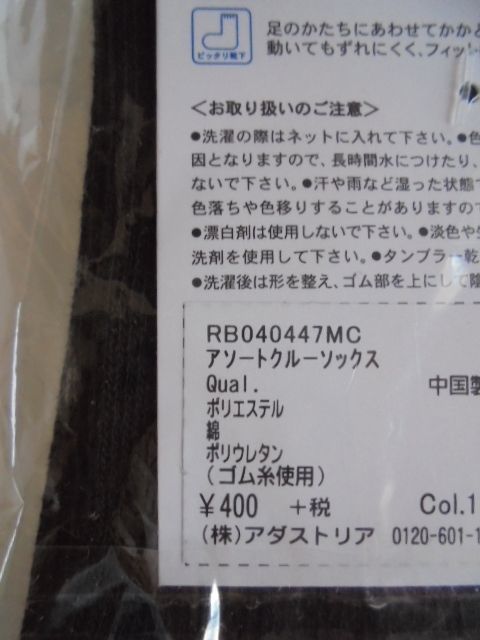 足のかたちにあわせてかかと
動いてもずれにくく、フィッ
ピッタリ靴下
<お取り扱いのご注意>
●洗濯の際はネットに入れて下さい。●色
因となりますので、長時間水につけたり、
ないで下さい。●汗や雨など湿った状態で
色落ちや色移りすることがありますので
●漂白剤は使用しないで下さい。●淡色や生
洗剤を使用して下さい。●タンブラー乾
●洗濯後は形を整え、ゴム部を上にして陰
RB040447MC
アソートクルーソックス
Qual. 中国製
ポリエステル
綿
ポリウレタン
(ゴム糸使用)
¥400 +税 Col.1
(株)アダストリア 0120-601-1